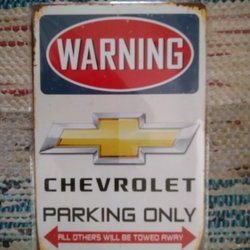 WARNING
CHEVROLET
PARKING ONLY
ALL OTHERS WILL BE TOWED AWAY